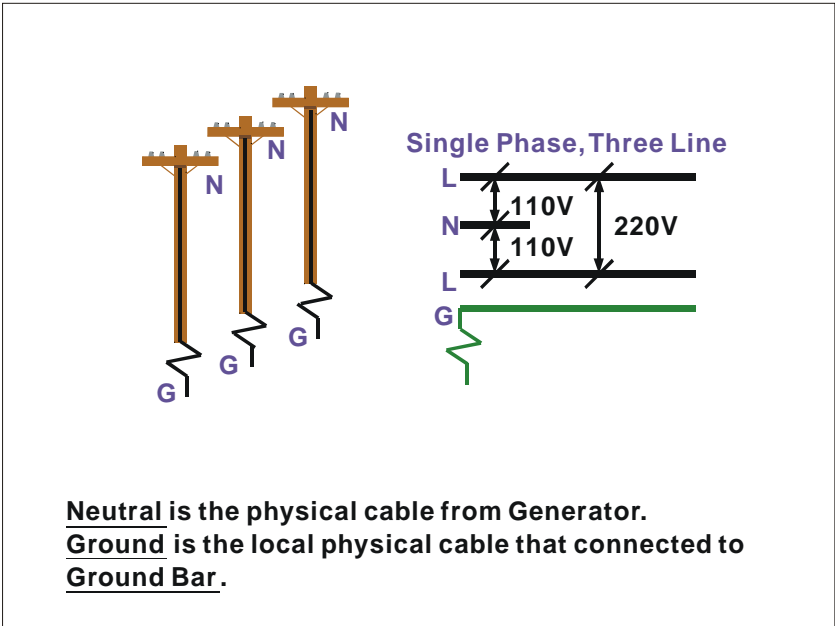 N
N
N
G
G
G
Single Phase, Three Line
L
110V
N
220V
110V
L
G
Neutral is the physical cable from Generator.
Ground is the local physical cable that connected to
Ground Bar.